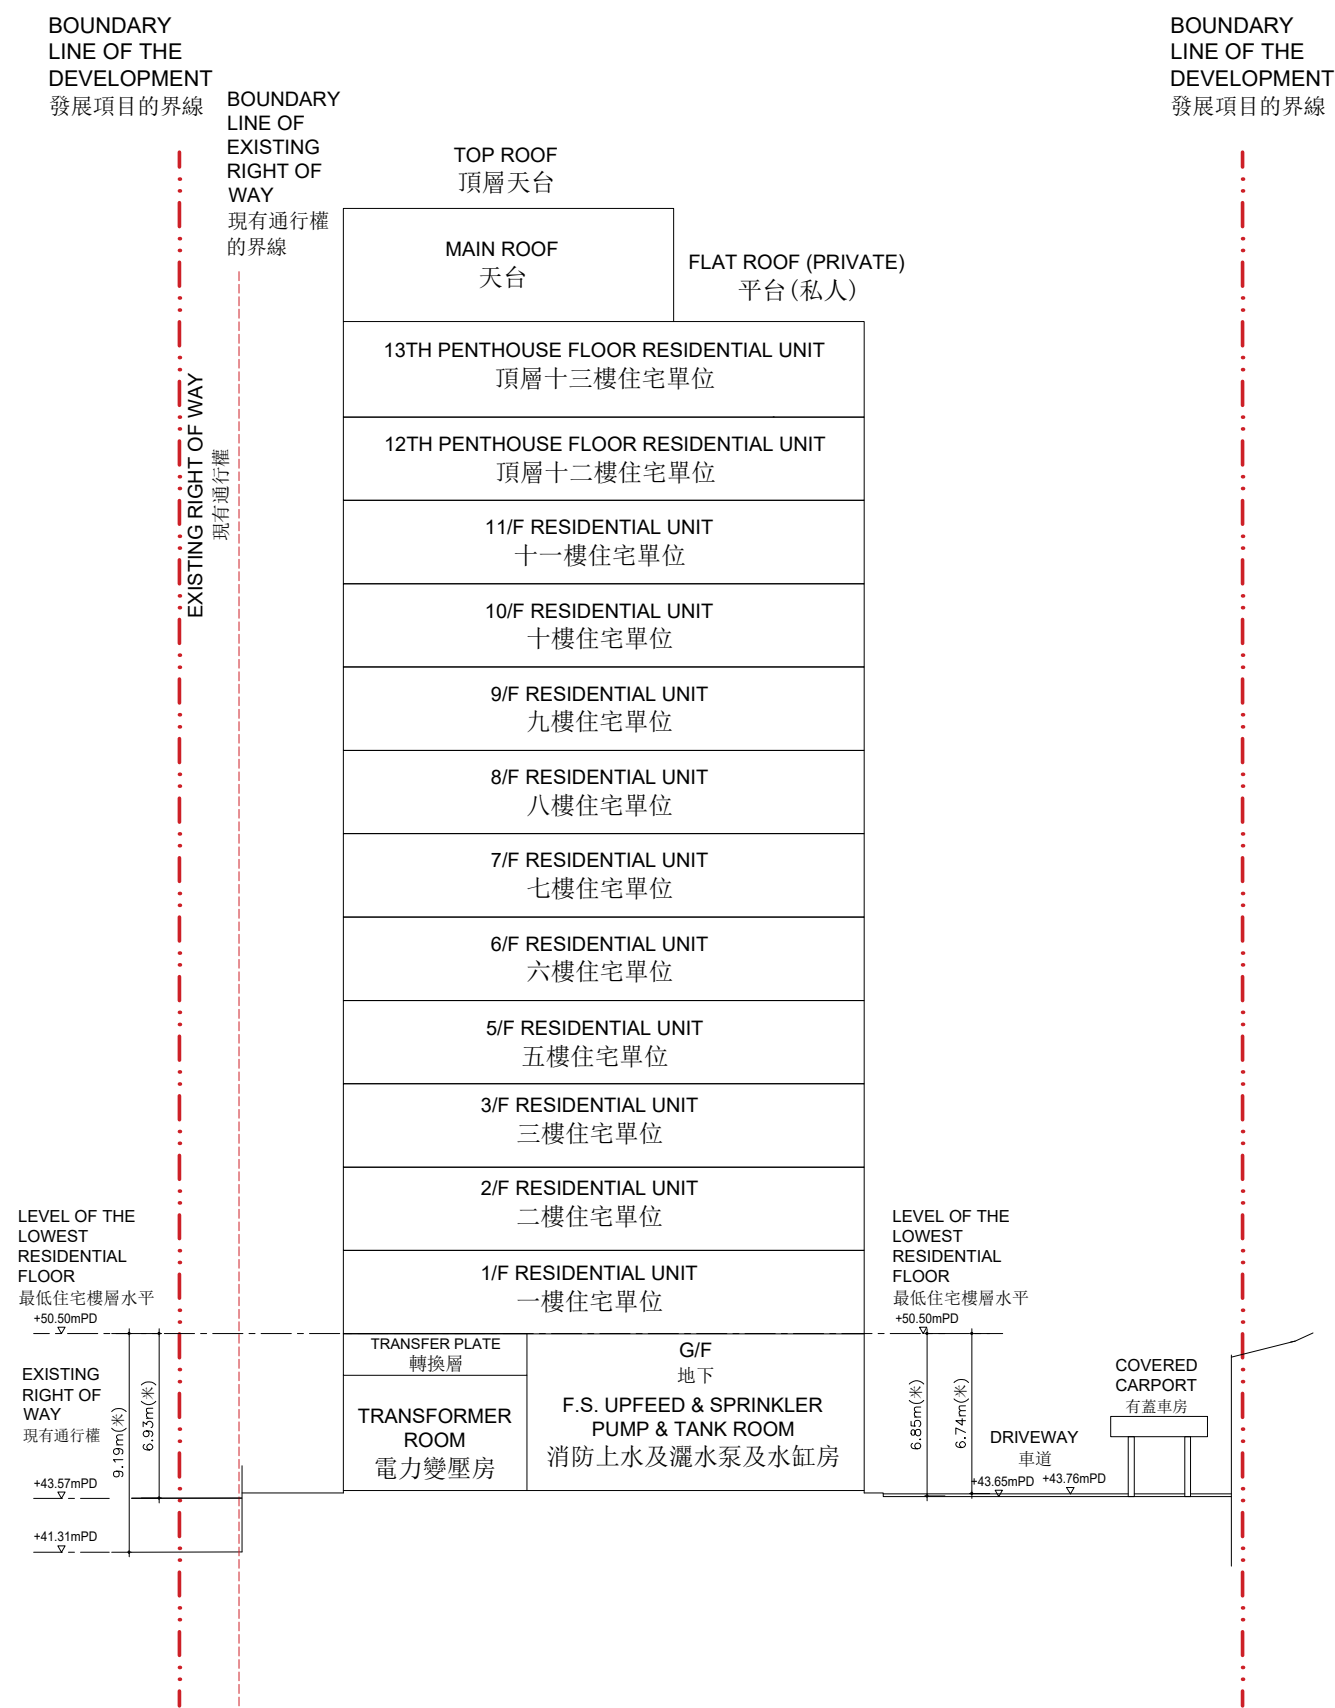 BOUNDARY
LINE OF THE
DEVELOPMENT
發展項目的界線
BOUNDARY
LINE OF THE
DEVELOPMENT
發展項目的界線
BOUNDARY
LINE OF
EXISTING
RIGHT OF
WAY
現有通行權
的界線
TOP ROOF
頂層天台
MAIN ROOF
天台
FLAT ROOF (PRIVATE)
平台(私人)
EXISTING RIGHT OF WAY
現有通行權
13TH PENTHOUSE FLOOR RESIDENTIAL UNIT
頂層十三樓住宅單位
12TH PENTHOUSE FLOOR RESIDENTIAL UNIT
頂層十二樓住宅單位
11/F RESIDENTIAL UNIT
十一樓住宅單位
10/F RESIDENTIAL UNIT
十樓住宅單位
9/F RESIDENTIAL UNIT
九樓住宅單位
8/F RESIDENTIAL UNIT
八樓住宅單位
7/F RESIDENTIAL UNIT
七樓住宅單位
6/F RESIDENTIAL UNIT
六樓住宅單位
5/F RESIDENTIAL UNIT
五樓住宅單位
3/F RESIDENTIAL UNIT
三樓住宅單位
2/F RESIDENTIAL UNIT
二樓住宅單位
1/F RESIDENTIAL UNIT
一樓住宅單位
LEVEL OF THE
LOWEST
RESIDENTIAL
FLOOR
最低住宅樓層水平
+50.50mPD
LEVEL OF THE
LOWEST
RESIDENTIAL
FLOOR
最低住宅樓層水平
+50.50mPD
TRANSFER PLATE
轉換層
TRANSFORMER
ROOM
電力變壓房
G/F
地下
F.S. UPFEED & SPRINKLER
PUMP & TANK ROOM
消防上水及灑水泵及水缸房
EXISTING
RIGHT OF
WAY
現有通行權
9.19m(米)
6.93m(米)
+43.57mPD
+41.31mPD
6.85m(米)
6.74m(米)
DRIVEWAY
車道
+43.65mPD
+43.76mPD
COVERED
CARPORT
有蓋車房